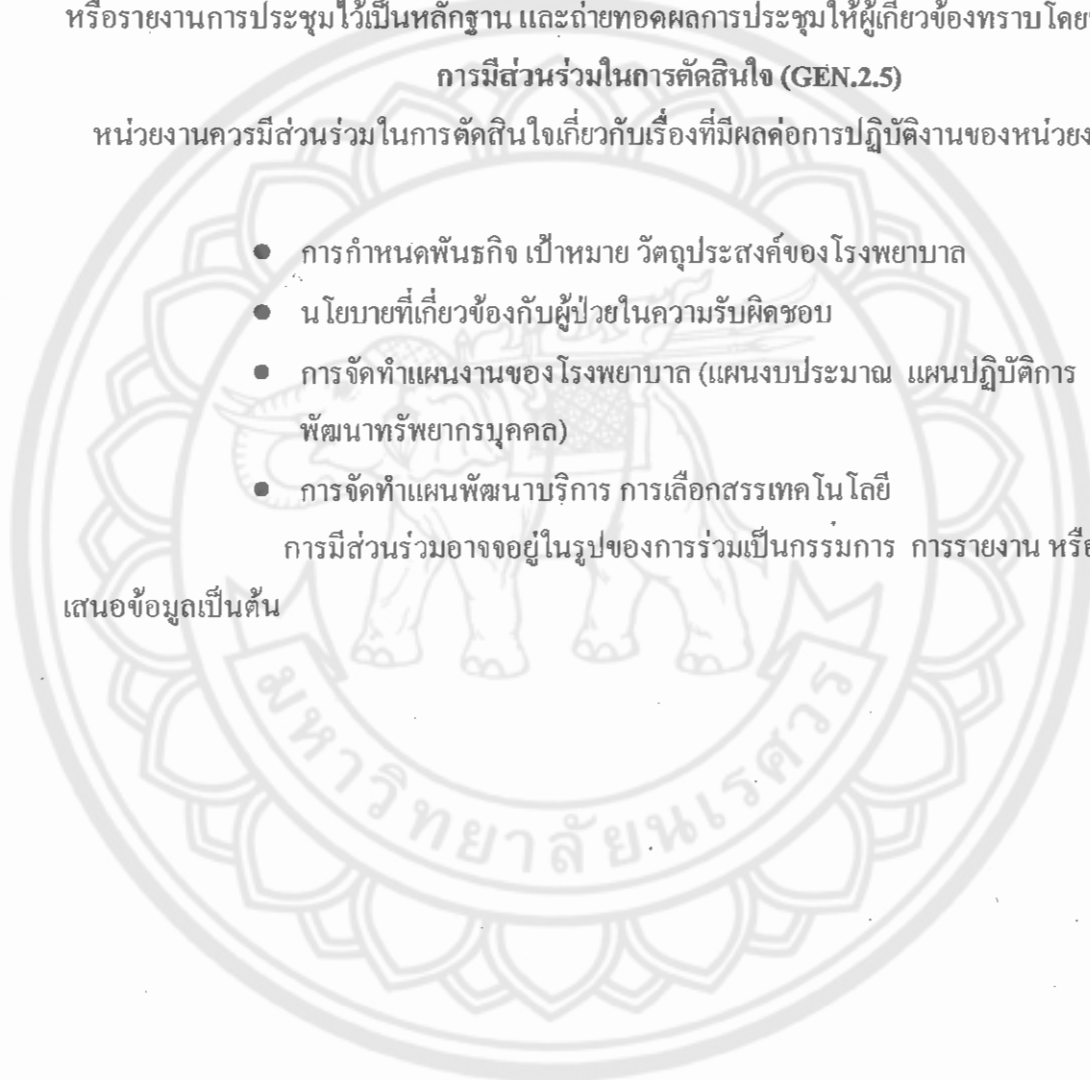 หรือรายงานการประชุมไว้เป็นหลักฐาน และถ่ายทอดผลการประชุมให้ผู้เกี่ยวข้องทราบโดย
การมีส่วนร่วมในการตัดสินใจ (GEN.2.5)
หน่วยงานควรมีส่วนร่วมในการตัดสินใจเกี่ยวกับเรื่องที่มีผลต่อการปฏิบัติงานของหน่วยง
● การกำหนดพันธกิจ เป้าหมาย วัตถุประสงค์ของโรงพยาบาล
● นโยบายที่เกี่ยวข้องกับผู้ป่วยในความรับผิดชอบ
● การจัดทำแผนงานของโรงพยาบาล (แผนงบประมาณ แผนปฏิบัติการ
พัฒนาทรัพยากรบุคคล)
● การจัดทำแผนพัฒนาบริการ การเลือกสรรเทคโนโลยี
การมีส่วนร่วมอาจจอยู่ในรูปของการร่วมเป็นกรรมการ การรายงาน หรือ
เสนอข้อมูลเป็นต้น
มหาวิทยาลัยนเรศวร